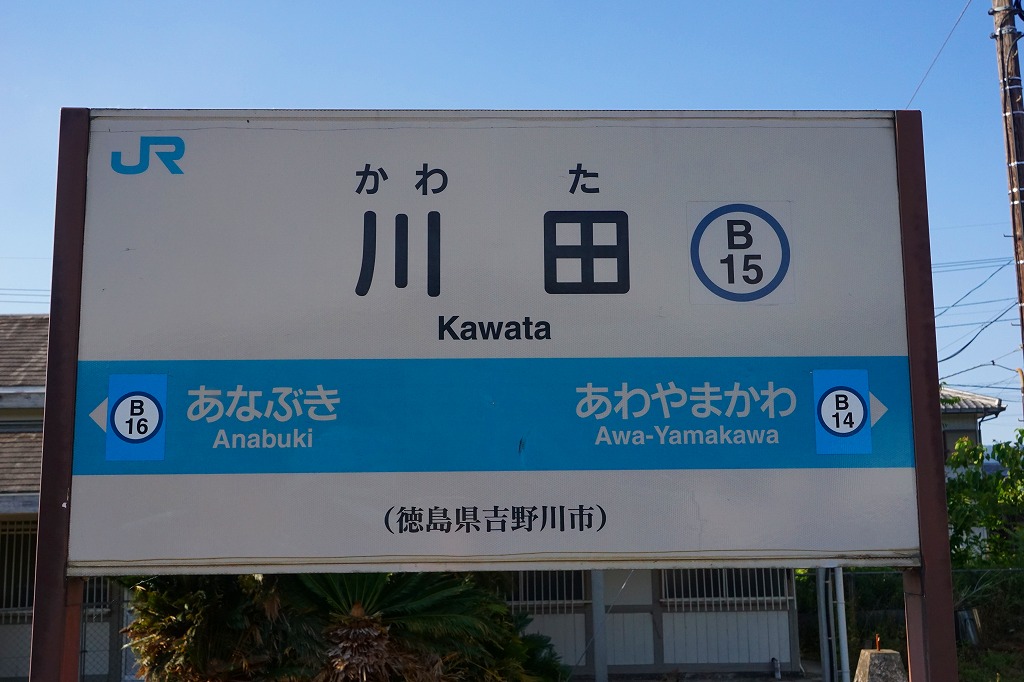 JR
かわ た
川田
B
15
Kawata
B
16
あなぶき
Anabuki
あわやまかわ
Awa-Yamakawa
B
14
(徳島県吉野川市)